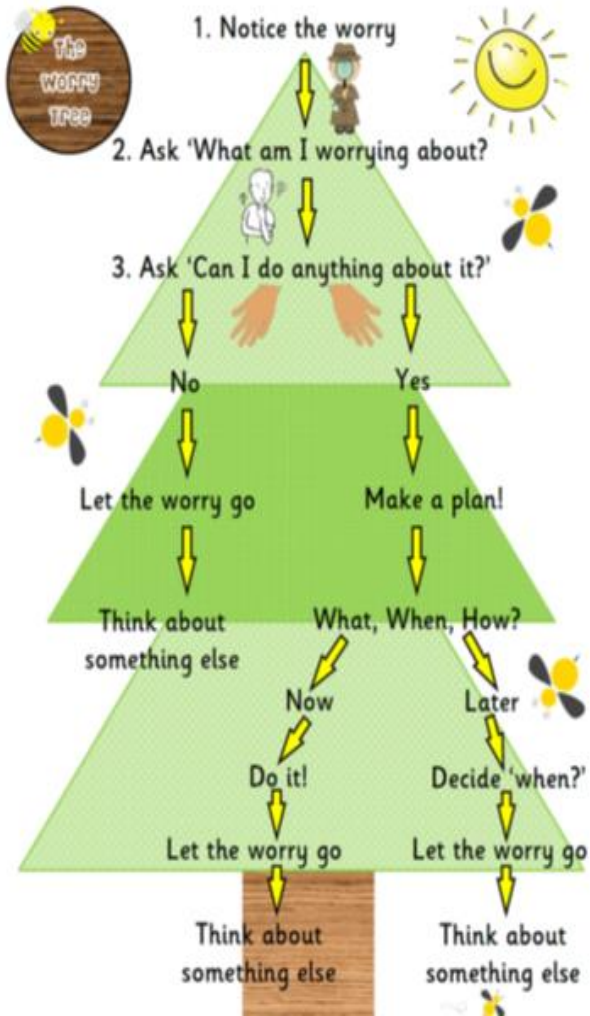 The
Worry
Tree
1. Notice the worry
2. Ask 'What am I worrying about?
3. Ask 'Can I do anything about it?'
No
Yes
Let the worry go
Make a plan!
Think about
something else
What, When, How?
Now
Later
Do it!
Decide 'when?'
Let the worry go
Let the worry go
Think about
something else
Think about
something else